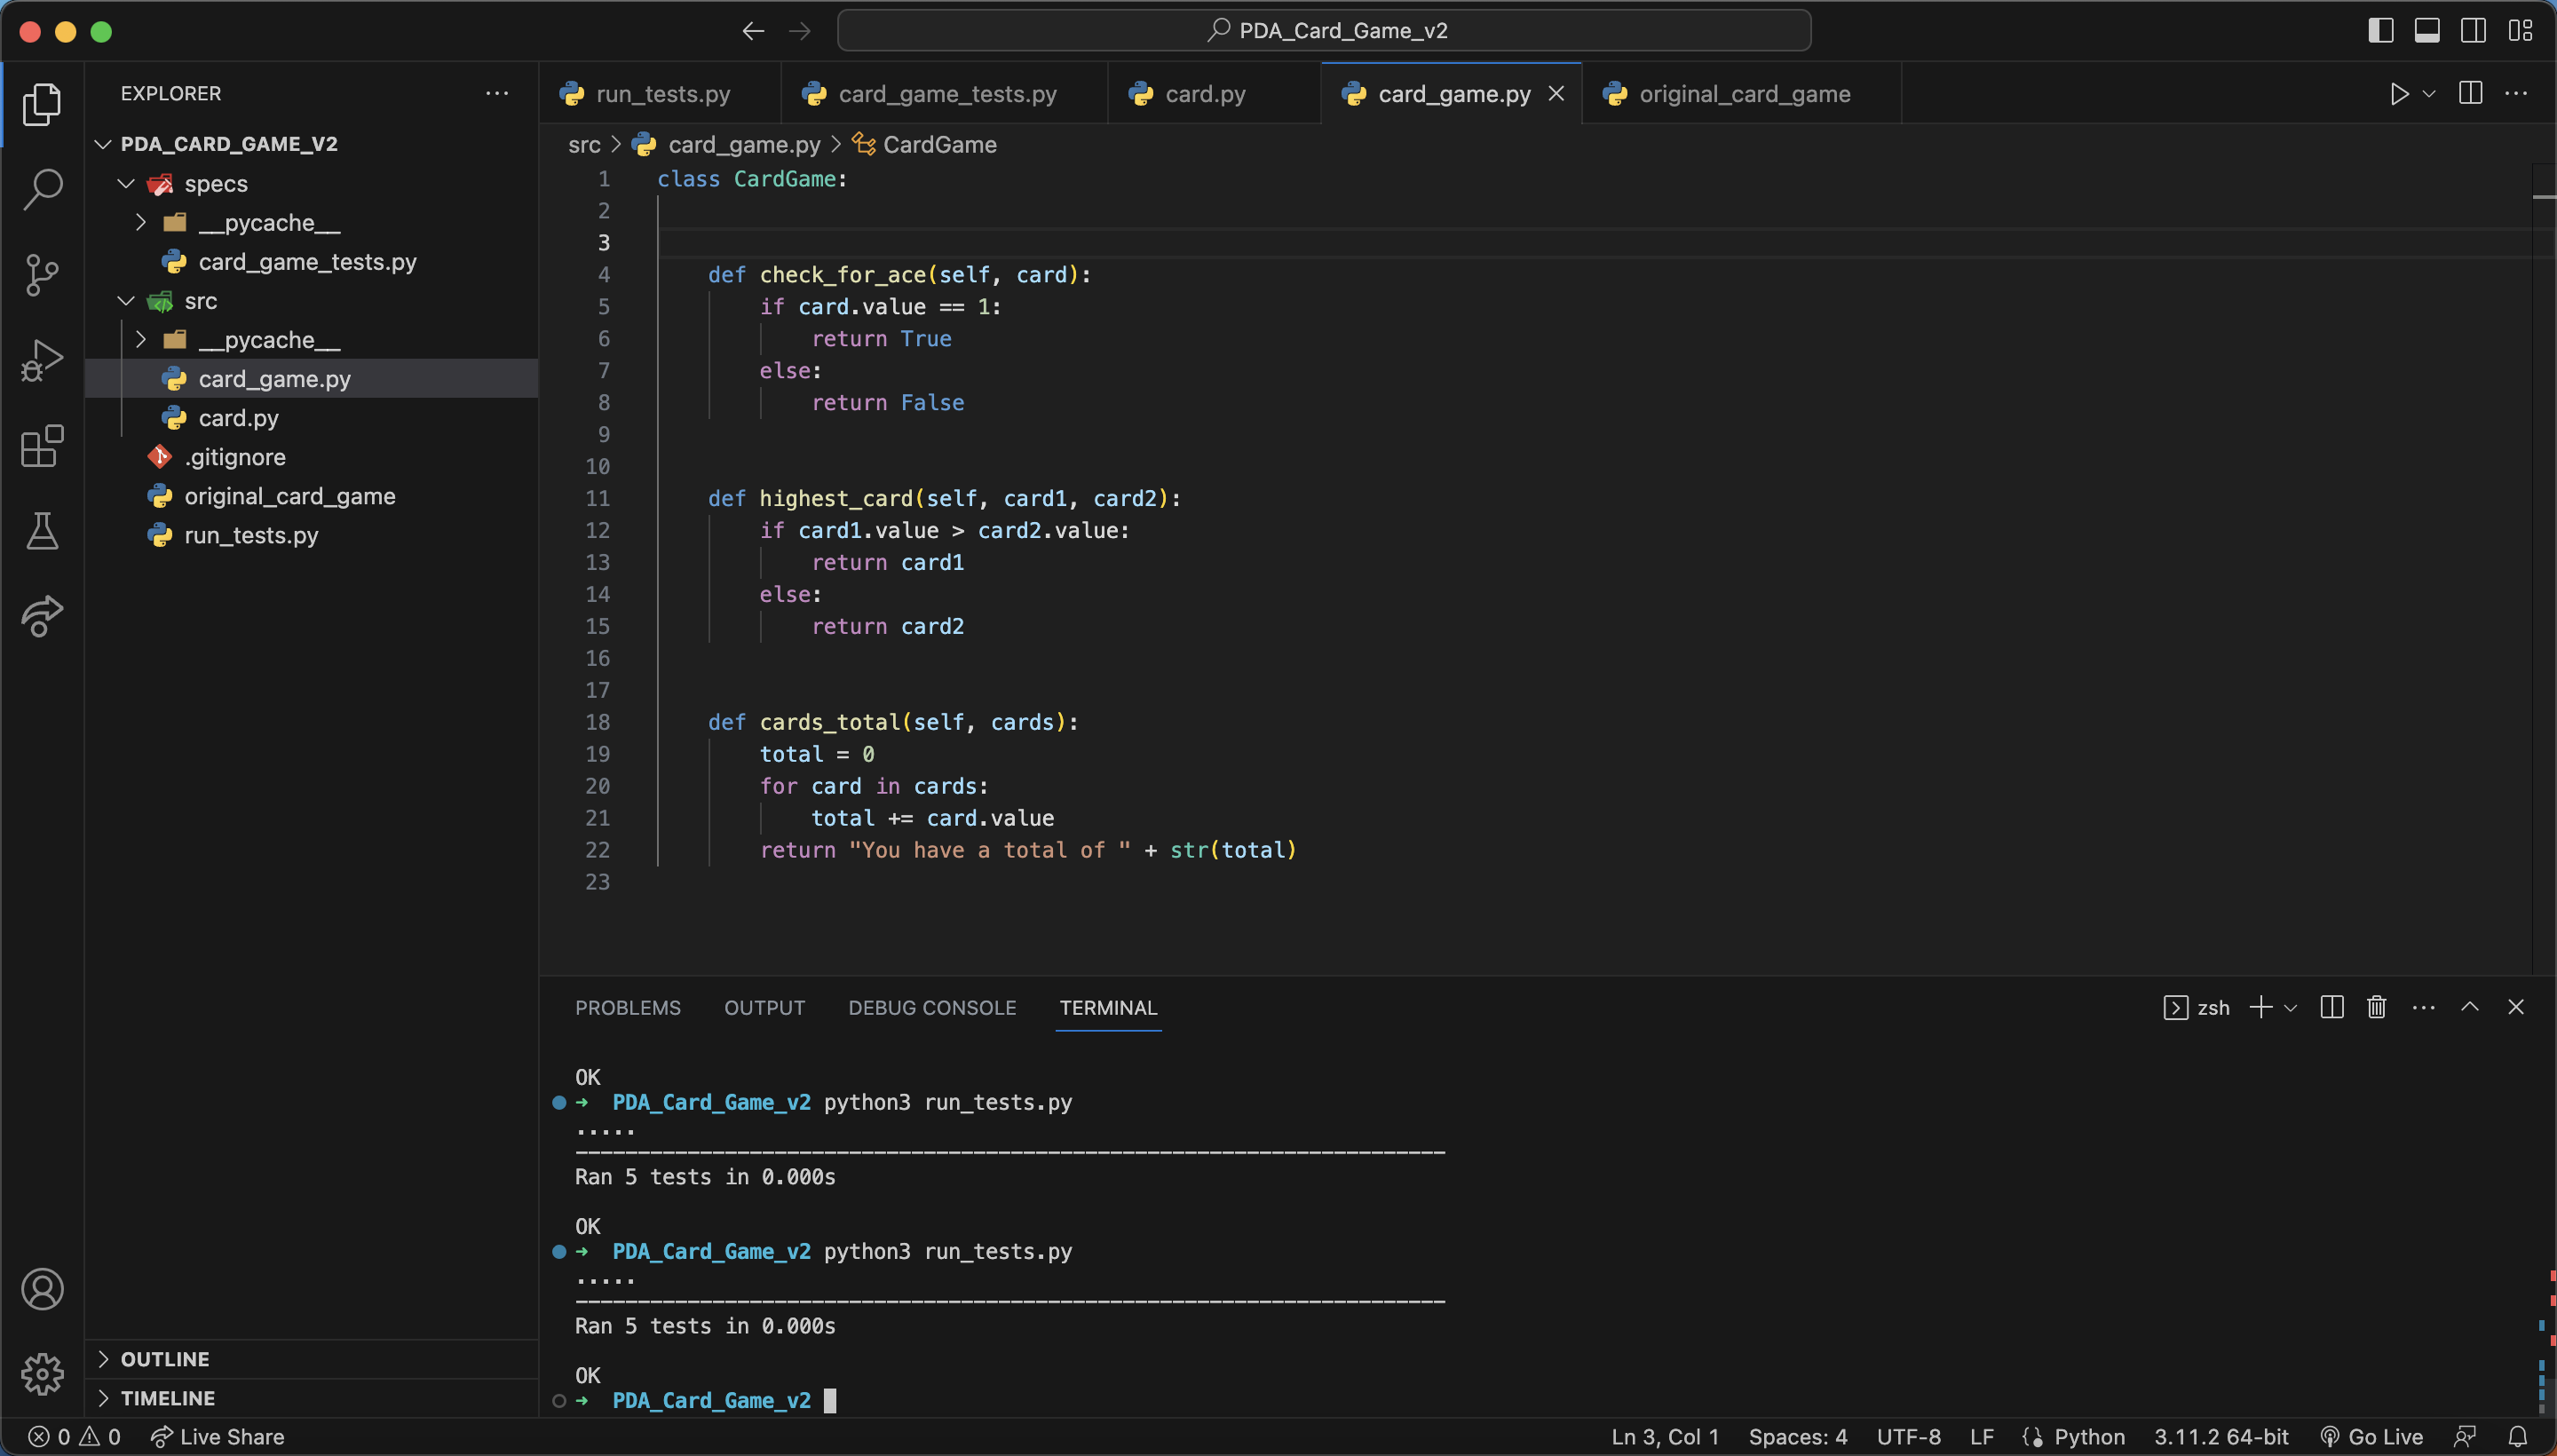 PDA_Card_Game_v2
EXPLORER
PDA_CARD_GAME_V2
specs
__pycache__
card_game_tests.py
src
__pycache__
card_game.py
card.py
.gitignore
original_card_game
run_tests.py
OUTLINE
TIMELINE
run_tests.py card_game_tests.py card.py card_game.py original_card_game
src > card_game.py > CardGame
1 class CardGame:
2
3
4     def check_for_ace(self, card):
5         if card.value == 1:
6             return True
7         else:
8             return False
9
10
11     def highest_card(self, card1, card2):
12         if card1.value > card2.value:
13             return card1
14         else:
15             return card2
16
17
18     def cards_total(self, cards):
19         total = 0
20         for card in cards:
21             total += card.value
22         return "You have a total of " + str(total)
23
PROBLEMS OUTPUT DEBUG CONSOLE TERMINAL zsh
OK
➜ PDA_Card_Game_v2 python3 run_tests.py
.....
----------------------------------------------------------------------
Ran 5 tests in 0.000s
OK
➜ PDA_Card_Game_v2 python3 run_tests.py
.....
----------------------------------------------------------------------
Ran 5 tests in 0.000s
OK
➜ PDA_Card_Game_v2
0 0 Live Share Ln 3, Col 1 Spaces: 4 UTF-8 LF Python 3.11.2 64-bit Go Live